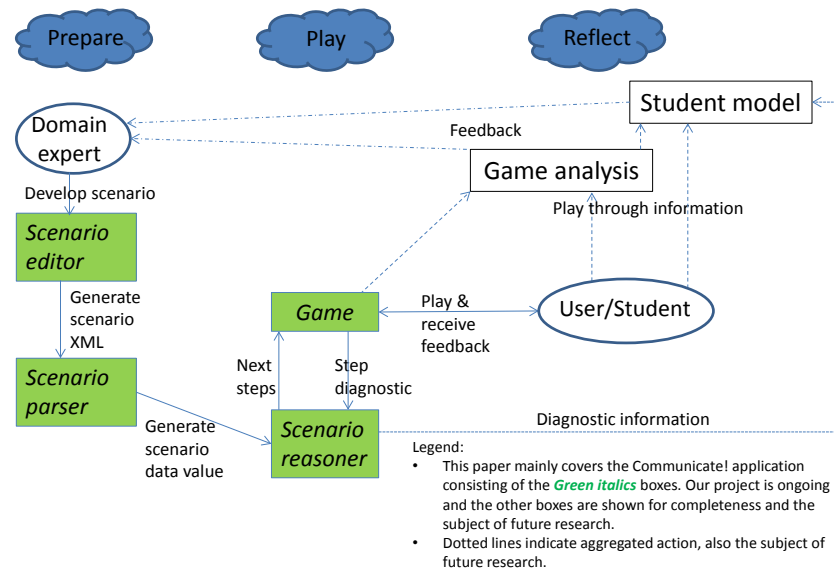 Prepare
Play
Reflect
Student model
Domain
expert
Feedback
Game analysis
Develop scenario
Play through information
Scenario
editor
Generate
scenario
XML
Game
Play &
receive
feedback
User/Student
Next
steps
Step
diagnostic
Scenario
parser
Generate
scenario
data value
Scenario
reasoner
Diagnostic information
Legend:
• This paper mainly covers the Communicate! application
consisting of the Green italics boxes. Our project is ongoing
and the other boxes are shown for completeness and the
subject of future research.
• Dotted lines indicate aggregated action, also the subject of
future research.